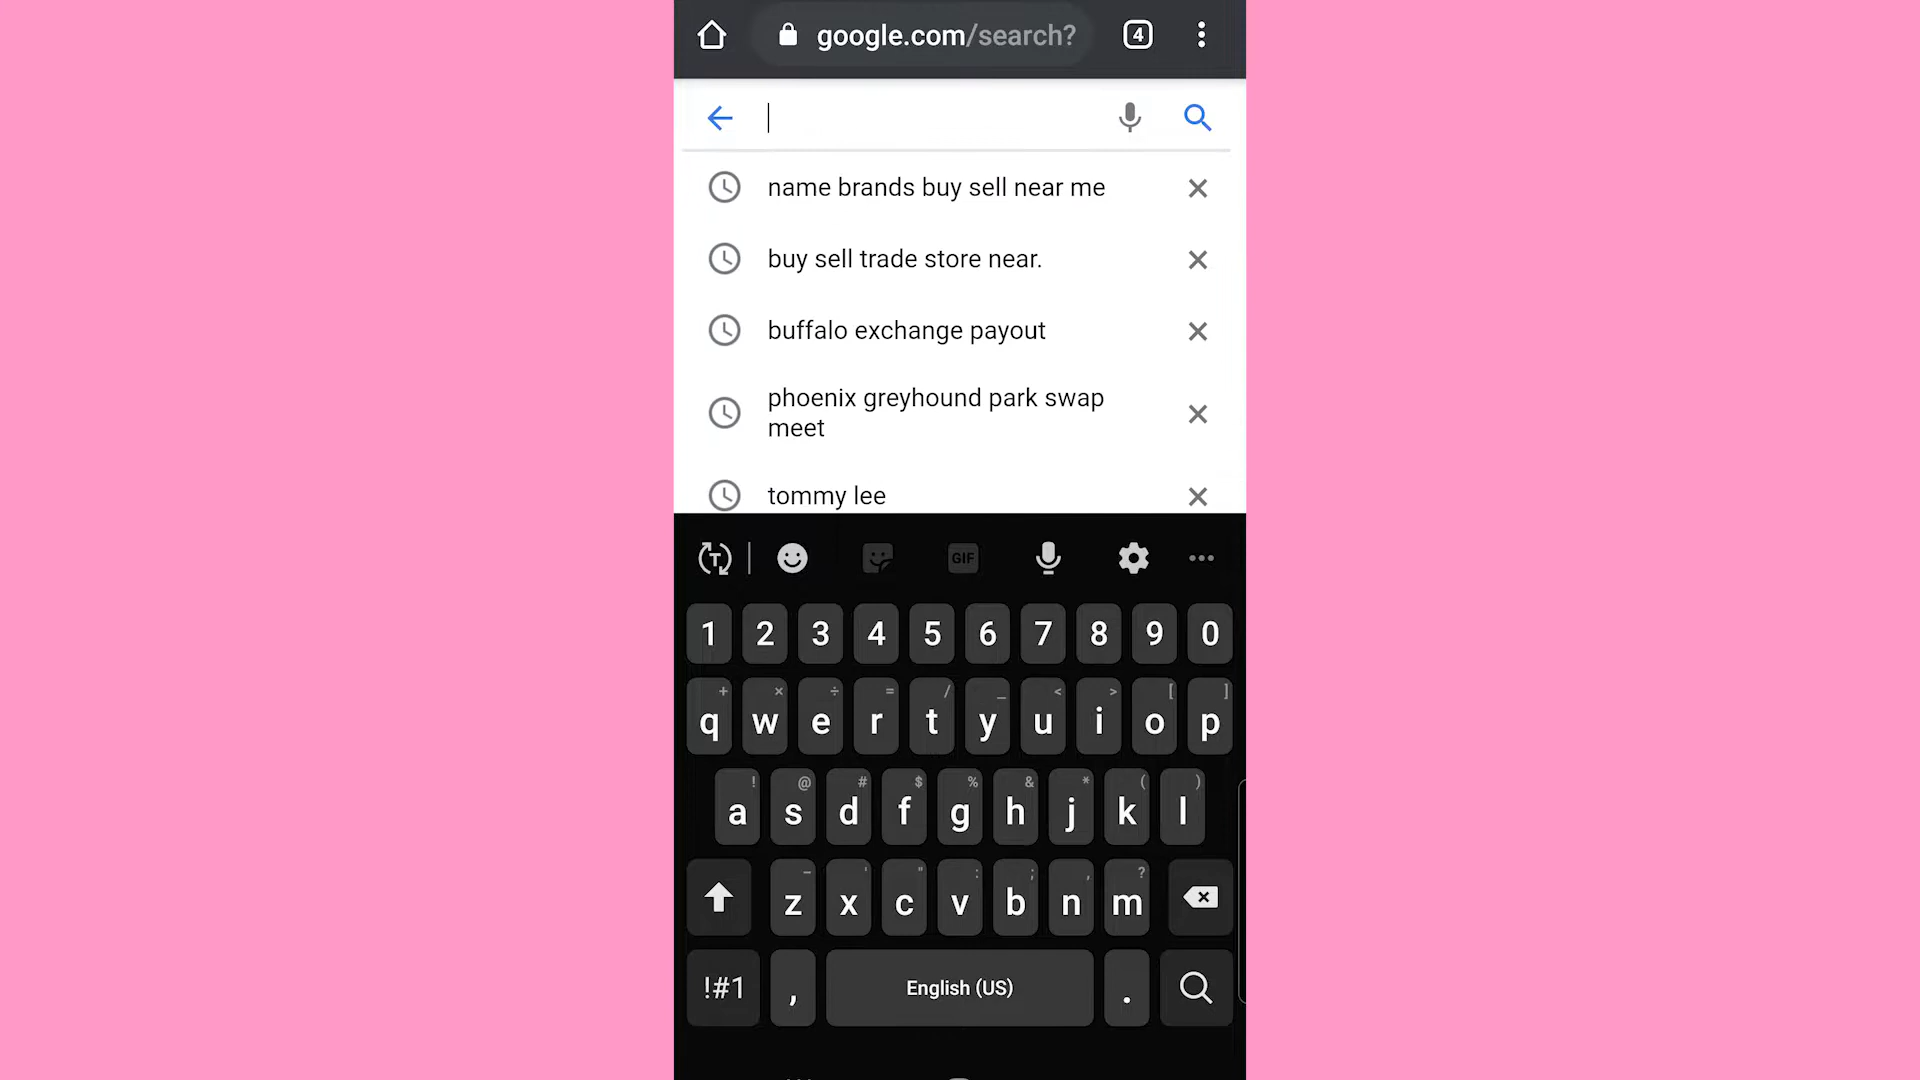 google.com/search?
4
name brands buy sell near me
buy sell trade store near.
buffalo exchange payout
phoenix greyhound park swap
meet
tommy lee
T GIF
1 2 3 4 5 6 7 8 9 0
+ × ÷ = / _ < > [ ]
q w e r t y u i o p
! @ # $ % & * ( )
a s d f g h j k l
- ' " : ; , ?
z x c v b n m
!#1 , English (US) .